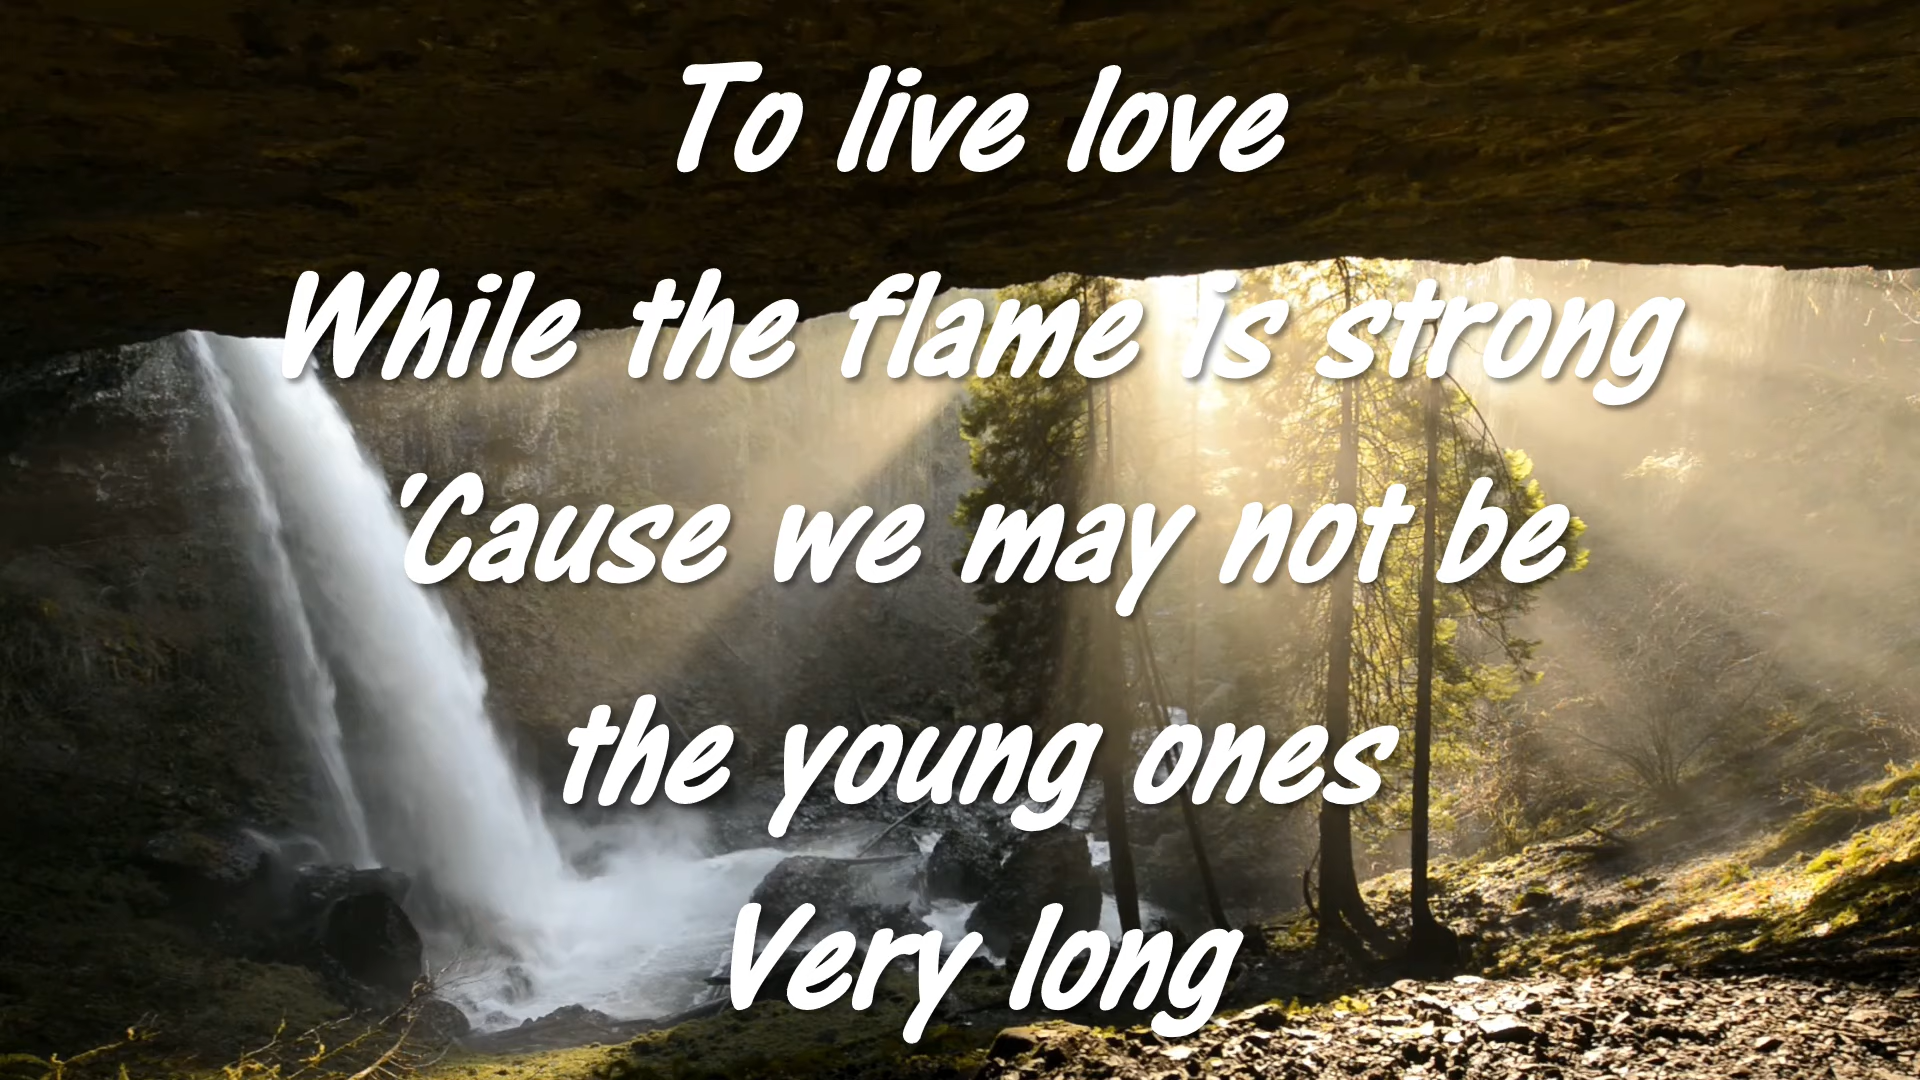 To live love
While the flame is strong
'Cause we may not be
the young ones
Very long